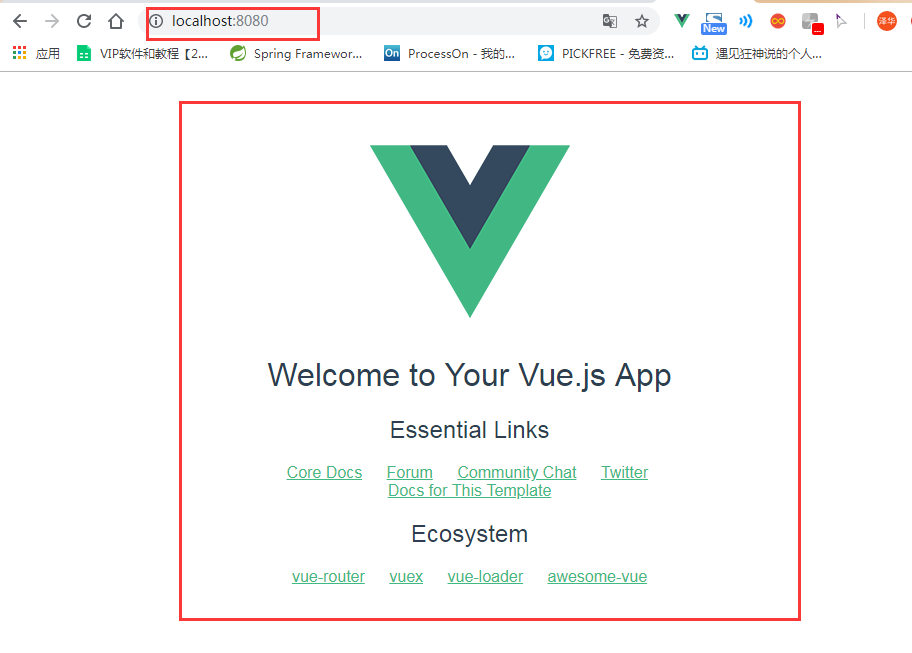 localhost:8080
New
...
泽华
应用 VIP软件和教程【2... Spring Framewor... On ProcessOn - 我的... PICKFREE - 免费资... 遇见狂神说的个人...
Welcome to Your Vue.js App
Essential Links
Core Docs Forum Community Chat Twitter
Docs for This Template
Ecosystem
vue-router vuex vue-loader awesome-vue